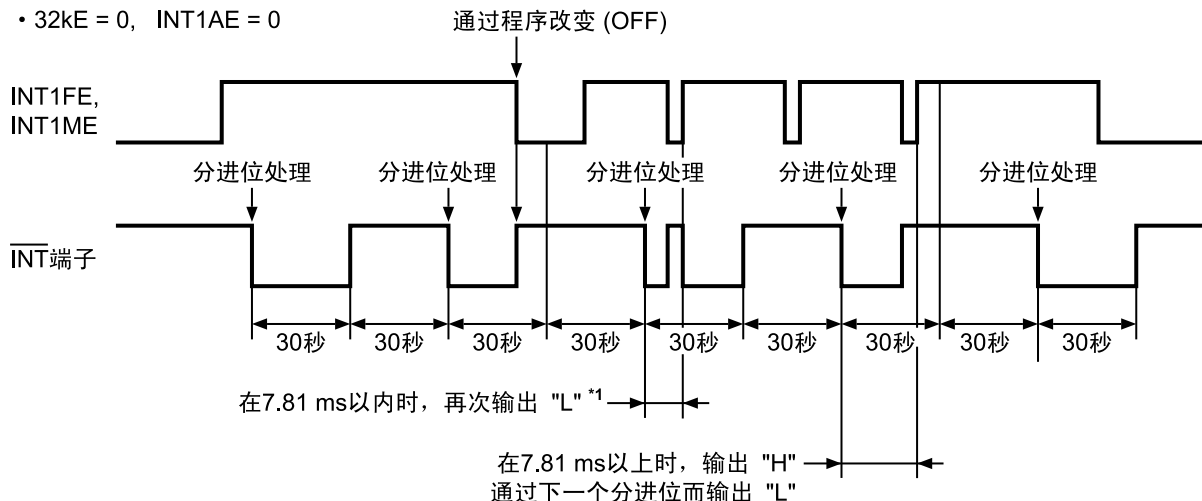 • 32kE = 0, INT1AE = 0
通过程序改变 (OFF)
INT1FE,
INT1ME
分进位处理 分进位处理 分进位处理 分进位处理 分进位处理
INT端子
30秒 30秒 30秒 30秒 30秒 30秒 30秒 30秒 30秒
在7.81 ms以内时，再次输出 "L" *1
在7.81 ms以上时，输出 "H"
通过下一个分进位而输出 "L"